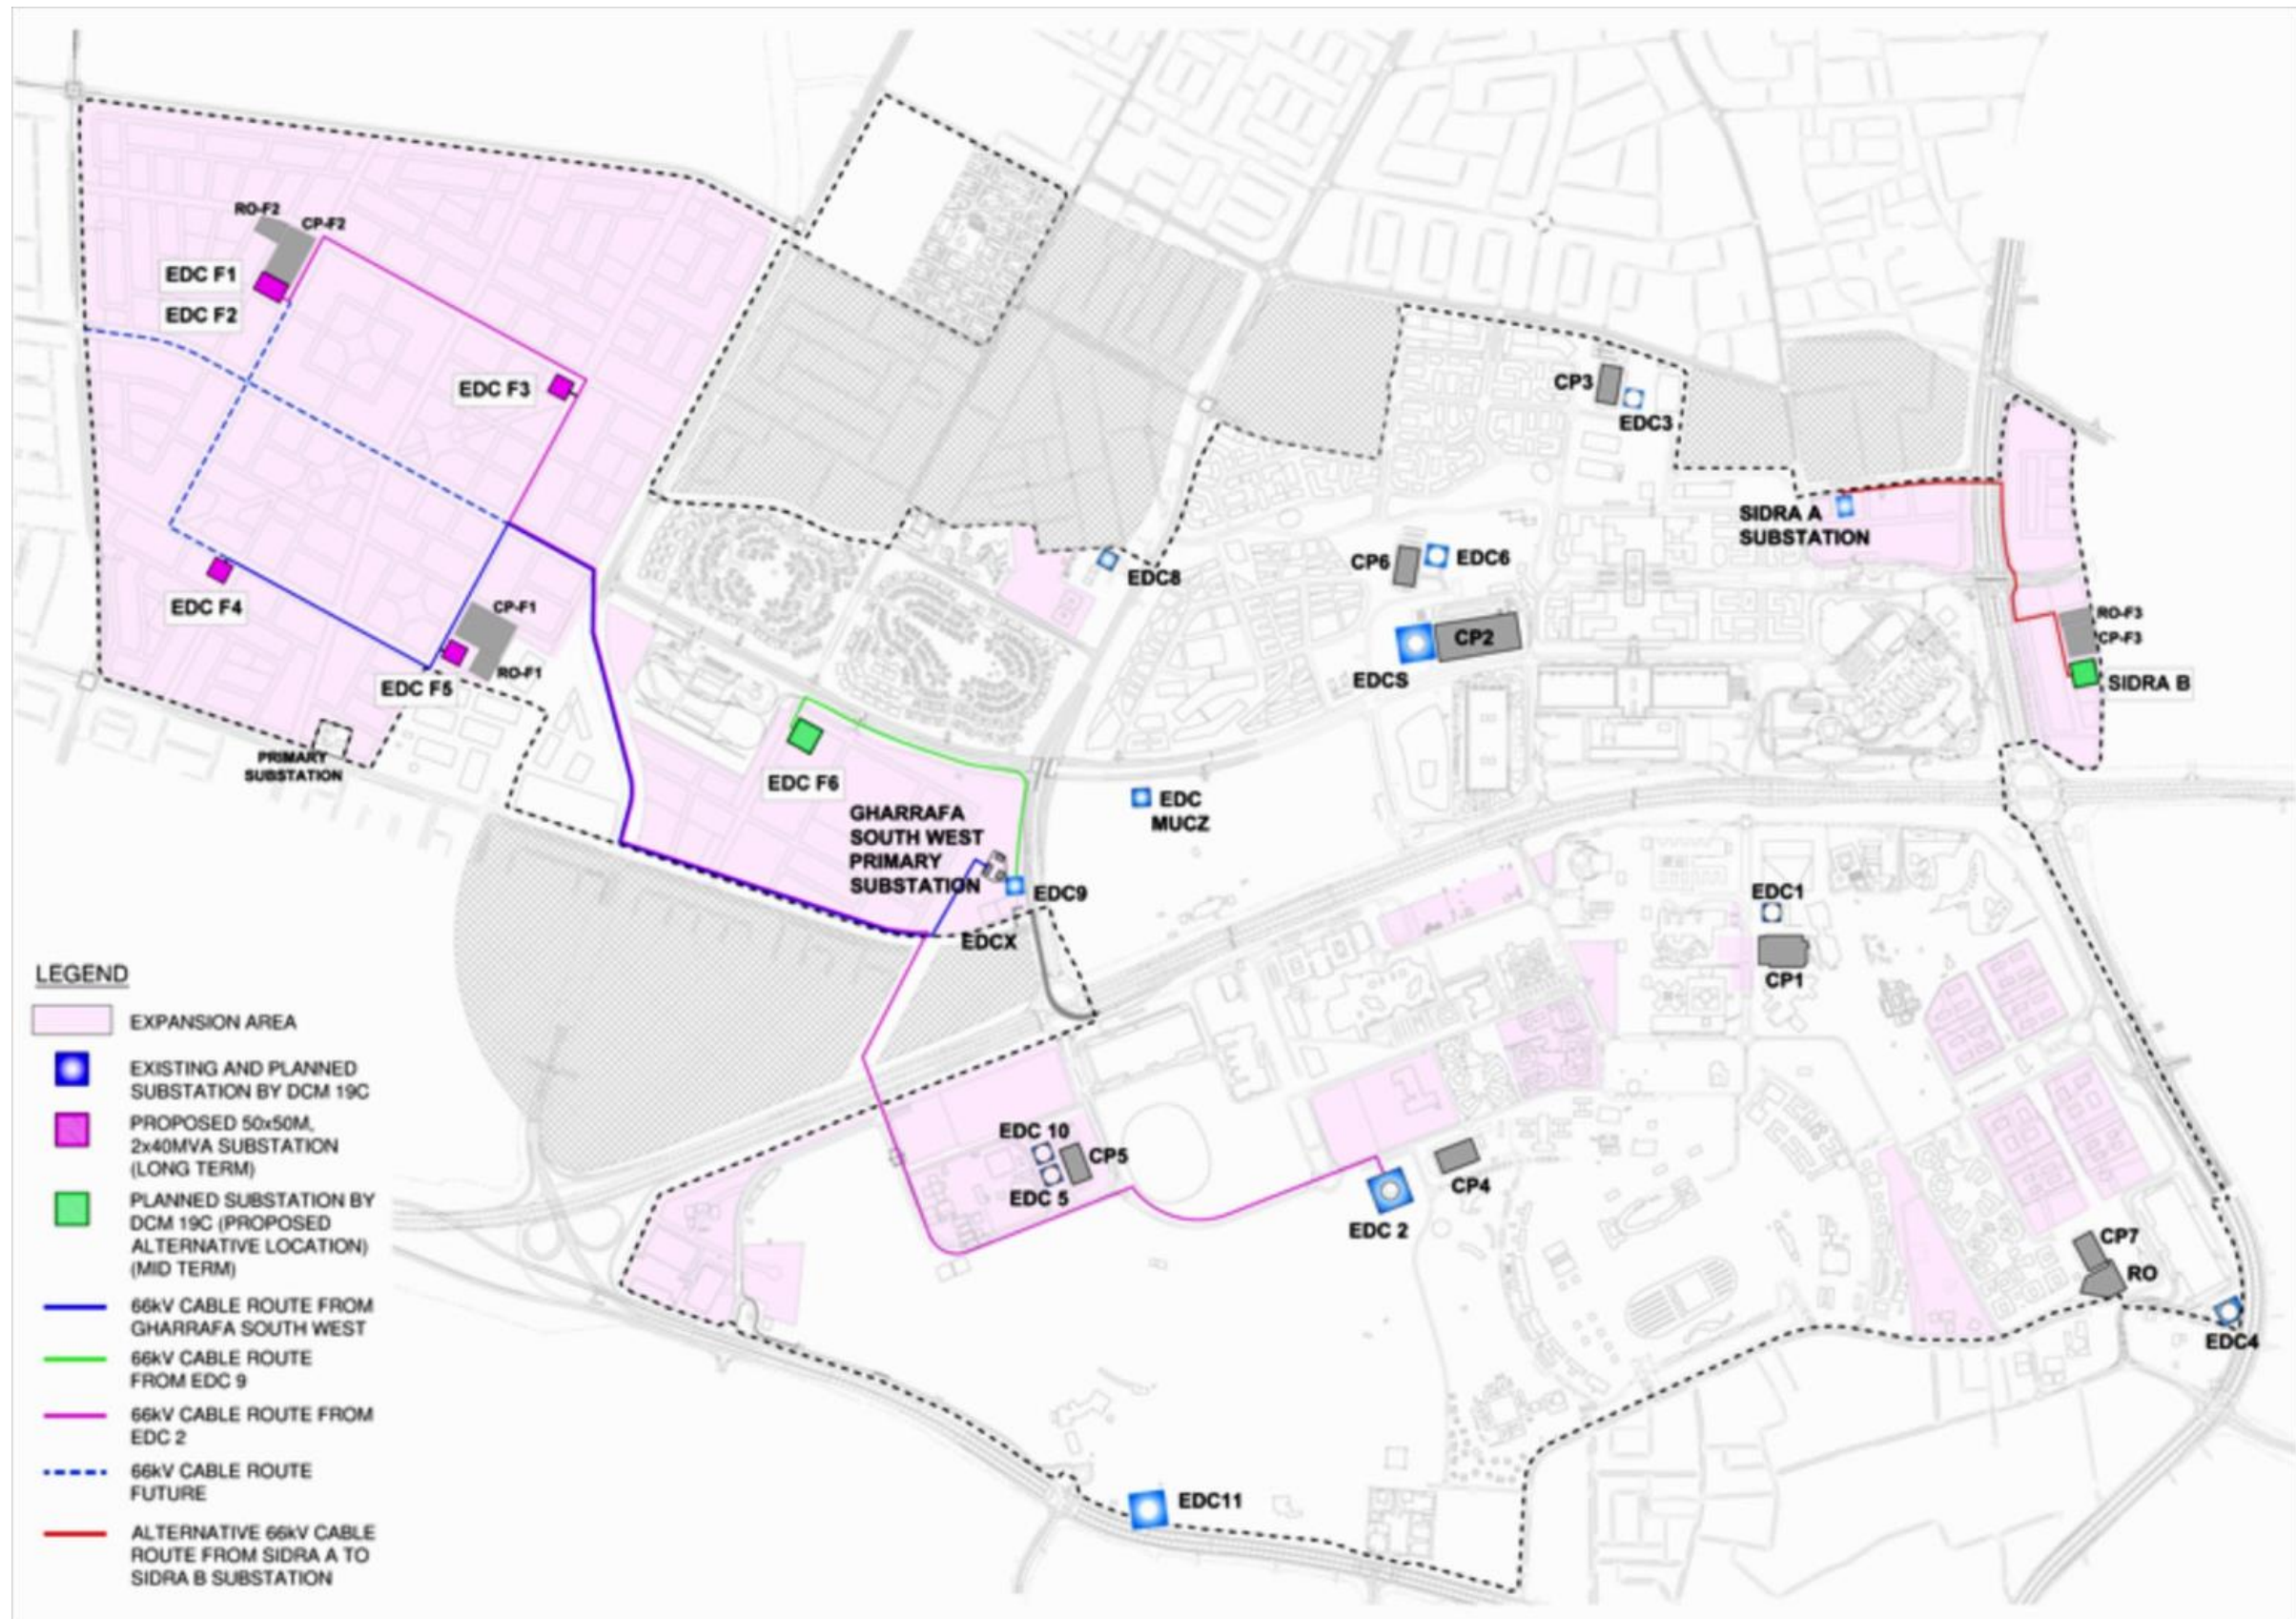 RO-F2
CP-F2
EDC F1
EDC F2
EDC F3
CP3
EDC3
SIDRA A
SUBSTATION
CP6
EDC6
EDC8
EDC F4
CP-F1
RO-F1
EDC F5
RO-F3
CP-F3
SIDRA B
CP2
EDCS
PRIMARY
SUBSTATION
EDC F6
EDC
MUCZ
GHARRAFA
SOUTH WEST
PRIMARY
SUBSTATION
EDC9
EDCX
EDC1
CP1
EDC 10
CP5
EDC 5
CP4
EDC 2
CP7
RO
EDC4
EDC11
LEGEND
EXPANSION AREA
EXISTING AND PLANNED
SUBSTATION BY DCM 19C
PROPOSED 50x50M,
2x40MVA SUBSTATION
(LONG TERM)
PLANNED SUBSTATION BY
DCM 19C (PROPOSED
ALTERNATIVE LOCATION)
(MID TERM)
66kV CABLE ROUTE FROM
GHARRAFA SOUTH WEST
66kV CABLE ROUTE
FROM EDC 9
66kV CABLE ROUTE FROM
EDC 2
66kV CABLE ROUTE
FUTURE
ALTERNATIVE 66kV CABLE
ROUTE FROM SIDRA A TO
SIDRA B SUBSTATION